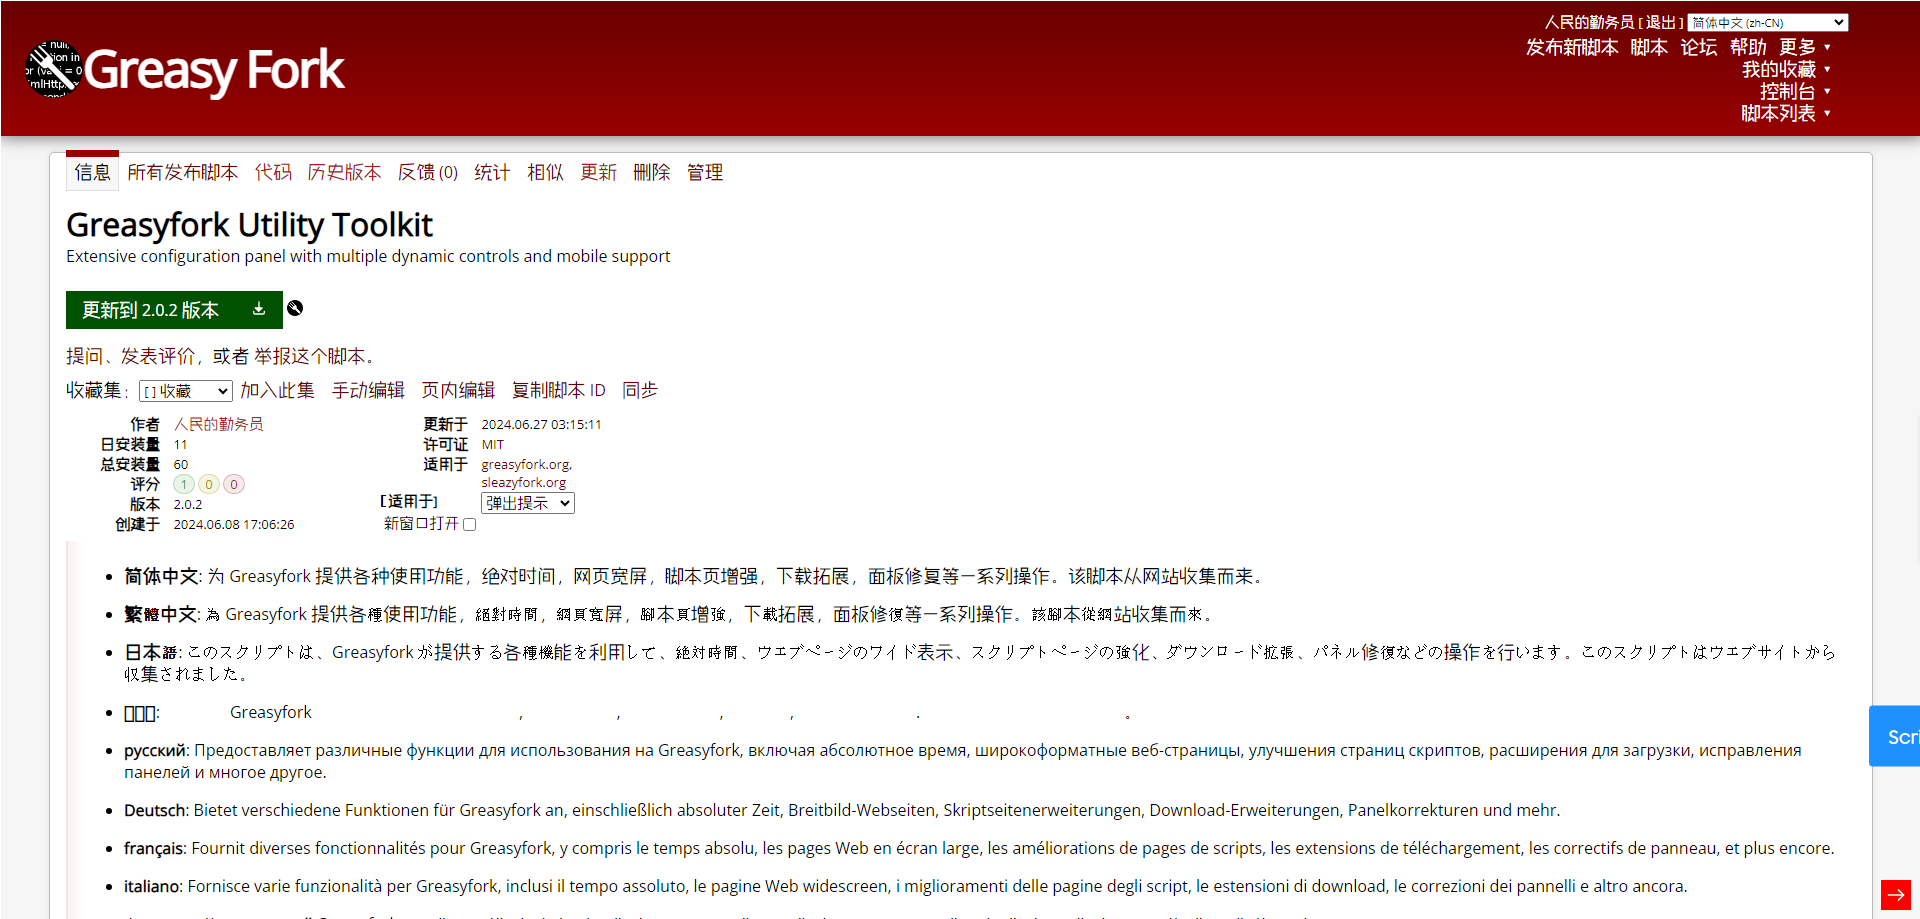 人民的勤务员 [ 退出 ] 简体中文 (zh-CN)
Greasy Fork
发布新脚本 脚本 论坛 帮助 更多
我的收藏
控制台
脚本列表
信息 所有发布脚本 代码 历史版本 反馈 (0) 统计 相似 更新 删除 管理
Greasyfork Utility Toolkit
Extensive configuration panel with multiple dynamic controls and mobile support
更新到 2.0.2 版本
提问、发表评价，或者 举报这个脚本。
收藏集： [ ] 收藏 加入此集 手动编辑 页内编辑 复制脚本 ID 同步
作者 人民的勤务员 更新于 2024.06.27 03:15:11
日安装量 11 许可证 MIT
总安装量 60 适用于 greasyfork.org,
评分 1 0 0 sleazyfork.org
版本 2.0.2 [适用于] 弹出提示
创建于 2024.06.08 17:06:26 新窗口打开
简体中文: 为 Greasyfork 提供各种使用功能，绝对时间，网页宽屏，脚本页增强，下载拓展，面板修复等一系列操作。该脚本从网站收集而来。
繁體中文: 為 Greasyfork 提供各種使用功能，絕對時間，網頁寬屏，腳本頁增強，下載拓展，面板修復等一系列操作。該腳本從網站收集而來。
日本語: このスクリプトは、Greasyfork が提供する各種機能を利用して、絶対時間、ウェブページのワイド表示、スクリプトページの強化、ダウンロード拡張、パネル修復などの操作を行います。このスクリプトはウェブサイトから
収集されました。
Greasyfork
русский: Предоставляет различные функции для использования на Greasyfork, включая абсолютное время, широкоформатные веб-страницы, улучшения страниц скриптов, расширения для загрузки, исправления
панелей и многое другое.
Deutsch: Bietet verschiedene Funktionen für Greasyfork an, einschließlich absoluter Zeit, Breitbild-Webseiten, Skriptseitenerweiterungen, Download-Erweiterungen, Panelkorrekturen und mehr.
Scri
français: Fournit diverses fonctionnalités pour Greasyfork, y compris le temps absolu, les pages Web en écran large, les améliorations de pages de scripts, les extensions de téléchargement, les correctifs de panneau, et plus encore.
italiano: Fornisce varie funzionalità per Greasyfork, inclusi il tempo assoluto, le pagine Web widescreen, i miglioramenti delle pagine degli script, le estensioni di download, le correzioni dei pannelli e altro ancora.